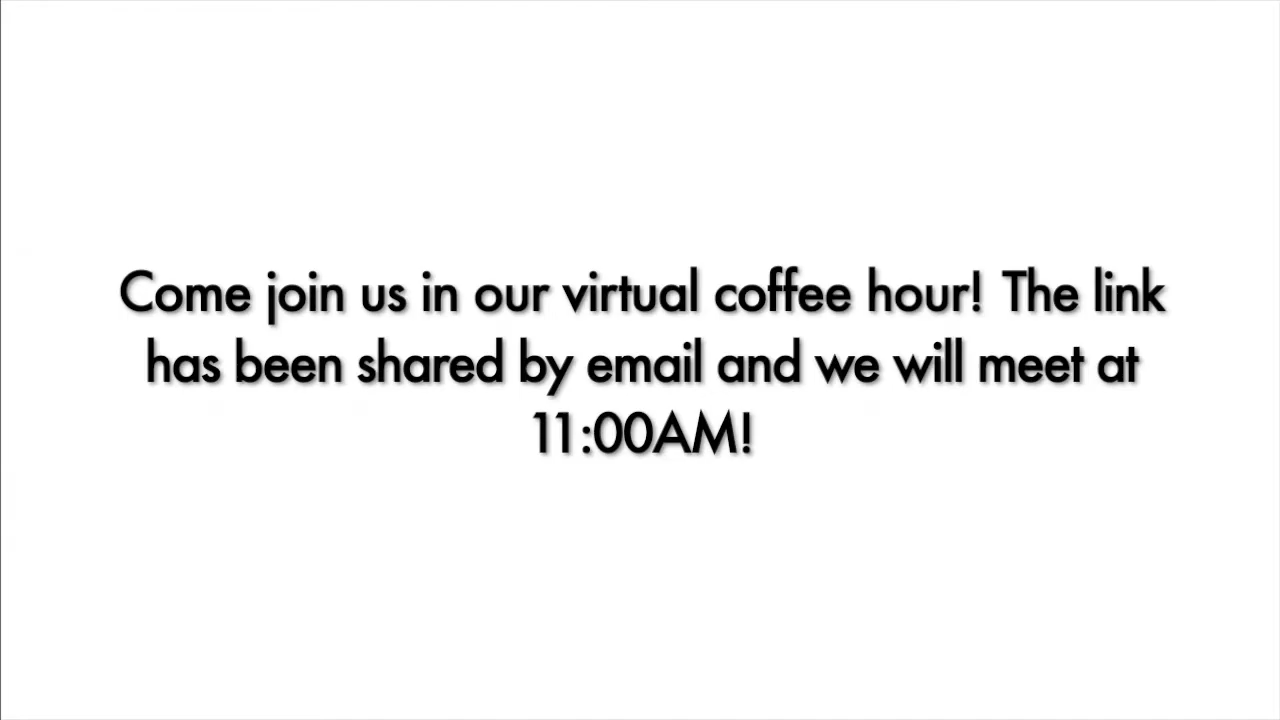 Come join us in our virtual coffee hour! The link
has been shared by email and we will meet at
11:00AM!